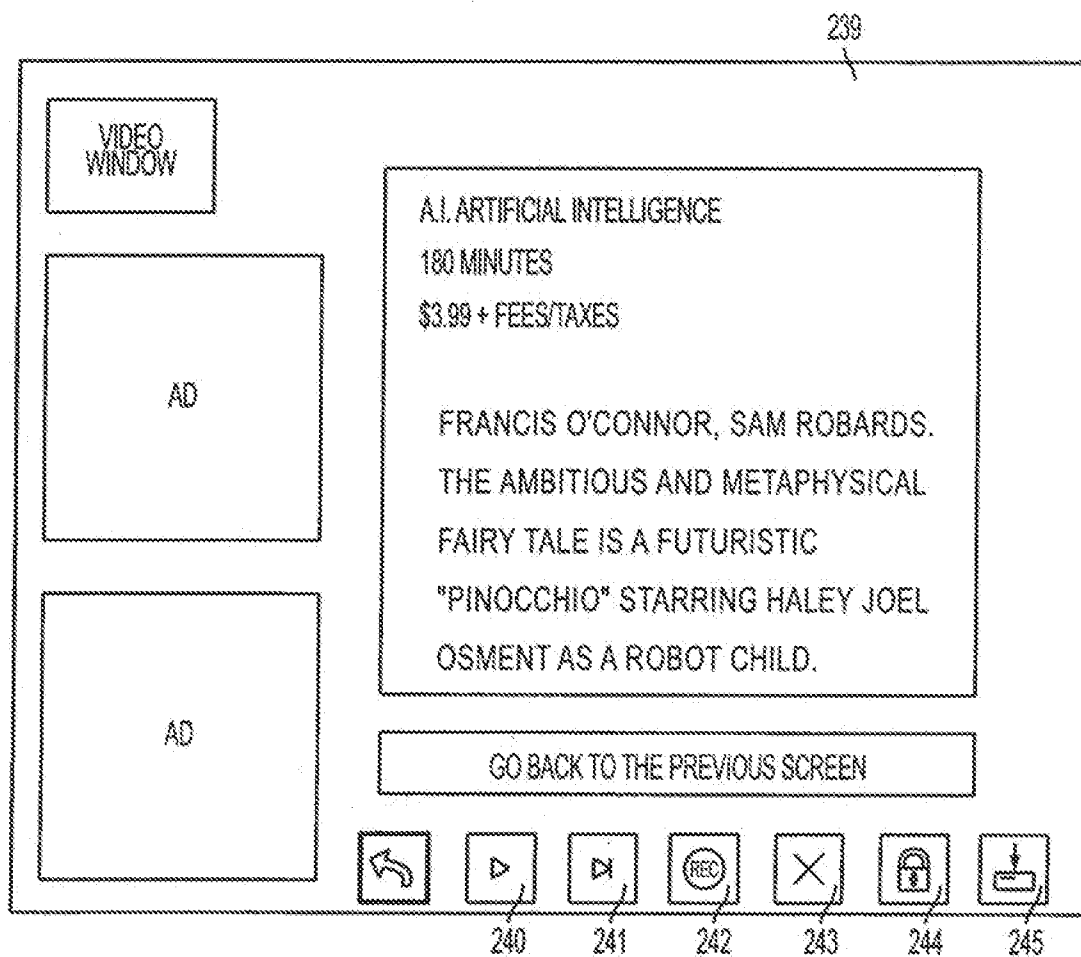 239
VIDEO
WINDOW
A.I. ARTIFICIAL INTELLIGENCE
180 MINUTES
$3.99 + FEES/TAXES
AD
FRANCIS O'CONNOR, SAM ROBARDS.
THE AMBITIOUS AND METAPHYSICAL
FAIRY TALE IS A FUTURISTIC
"PINOCCHIO" STARRING HALEY JOEL
OSMENT AS A ROBOT CHILD.
AD
GO BACK TO THE PREVIOUS SCREEN
REC
240 241 242 243 244 245